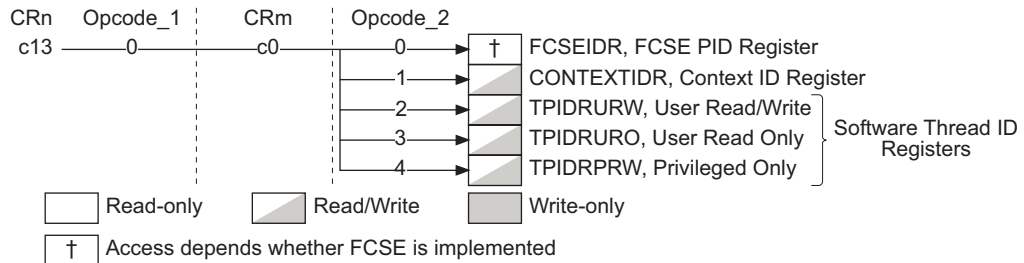 CRn Opcode_1 CRm Opcode_2
c13 0 c0 0 † FCSEIDR, FCSE PID Register
1 CONTEXTIDR, Context ID Register
2 TPIDRURW, User Read/Write
3 TPIDRURO, User Read Only
4 TPIDRPRW, Privileged Only
Software Thread ID
Registers
Read-only Read/Write Write-only
† Access depends whether FCSE is implemented